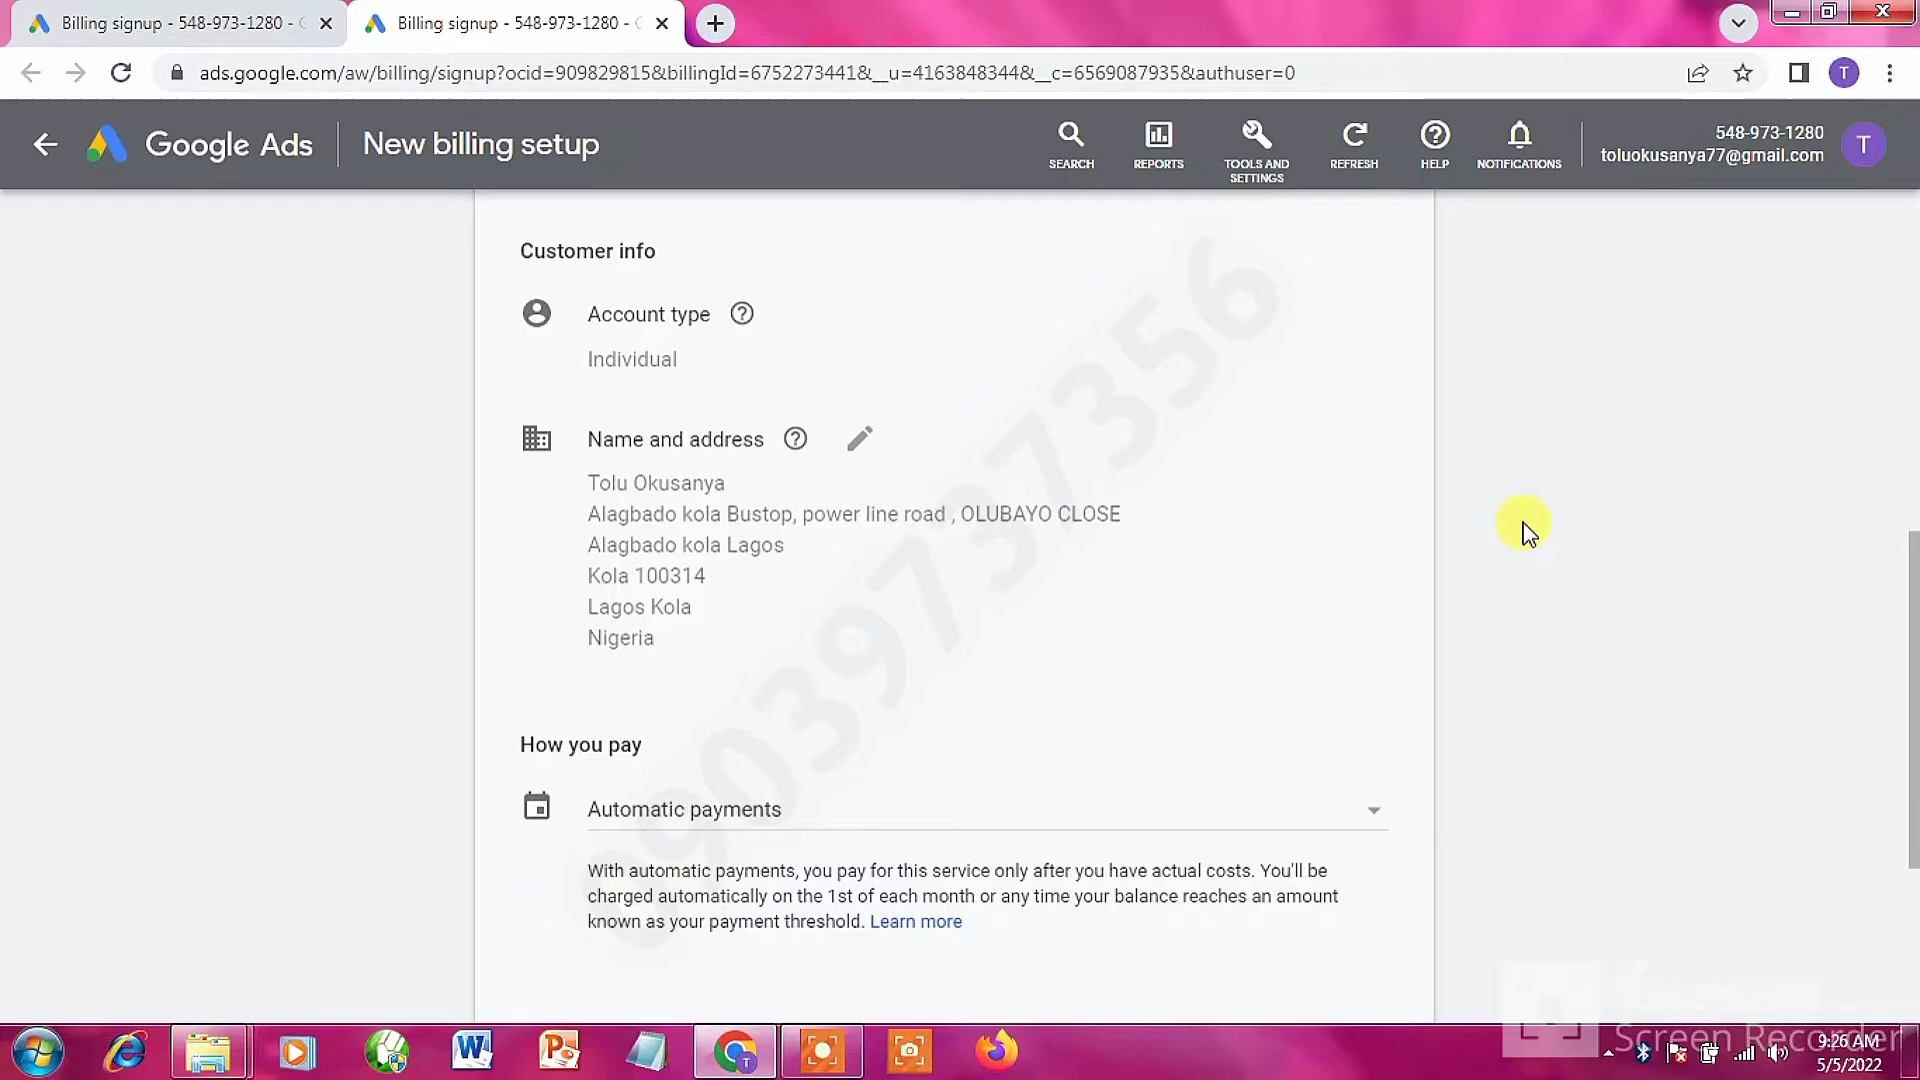 Billing signup - 548-973-1280 - G
Billing signup - 548-973-1280 - G
ads.google.com/aw/billing/signup?ocid=909829815&billingId=6752273441&__u=4163848344&__c=6569087935&authuser=0
T
Google Ads
New billing setup
SEARCH
REPORTS
TOOLS AND
SETTINGS
REFRESH
HELP
NOTIFICATIONS
548-973-1280
toluokusanya77@gmail.com
T
Customer info
Account type
Individual
Name and address
Tolu Okusanya
Alagbado kola Bustop, power line road , OLUBAYO CLOSE
Alagbado kola Lagos
Kola 100314
Lagos Kola
Nigeria
How you pay
Automatic payments
With automatic payments, you pay for this service only after you have actual costs. You'll be
charged automatically on the 1st of each month or any time your balance reaches an amount
known as your payment threshold. Learn more
09039737356
Screen Recorder
9:26 AM
5/5/2022